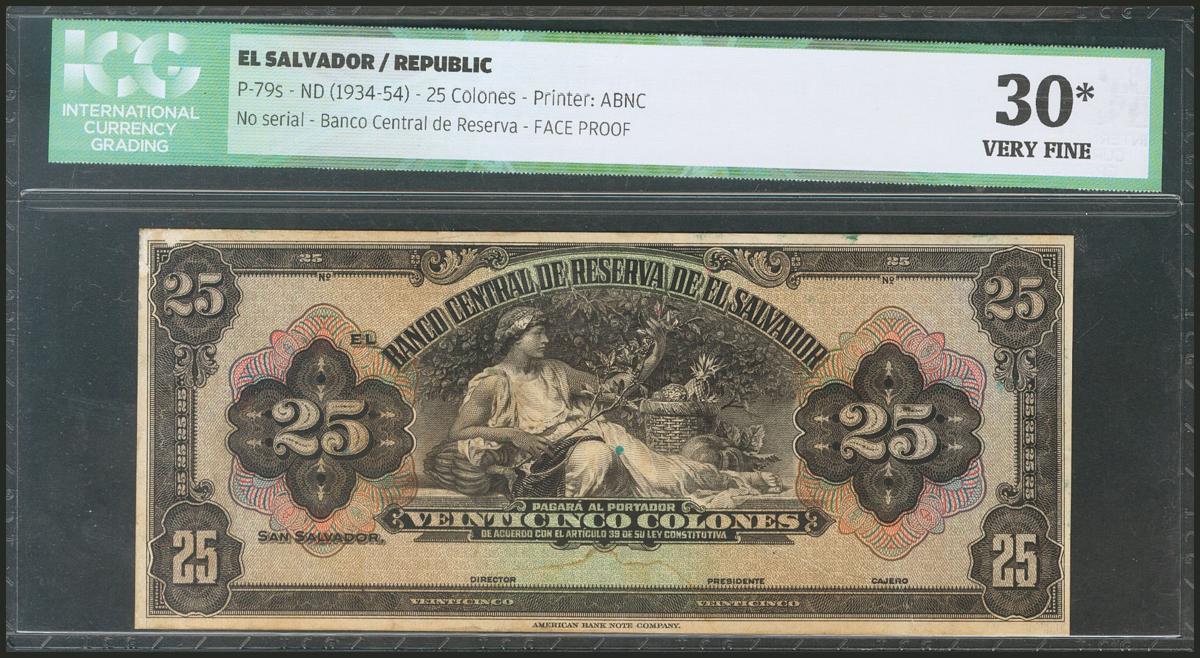 ICG
INTERNATIONAL
CURRENCY
GRADING
EL SALVADOR / REPUBLIC
P-79s - ND (1934-54) - 25 Colones - Printer: ABNC
No serial - Banco Central de Reserva - FACE PROOF
30*
VERY FINE
25 25
Nº Nº
25 25
EL
BANCO CENTRAL DE RESERVA DE EL SALVADOR
25 25
PAGARÁ AL PORTADOR
VEINTICINCO COLONES
DE ACUERDO CON EL ARTÍCULO 39 DE SU LEY CONSTITUTIVA
SAN SALVADOR,
25 25
DIRECTOR PRESIDENTE CAJERO
VEINTICINCO VEINTICINCO
AMERICAN BANK NOTE COMPANY.